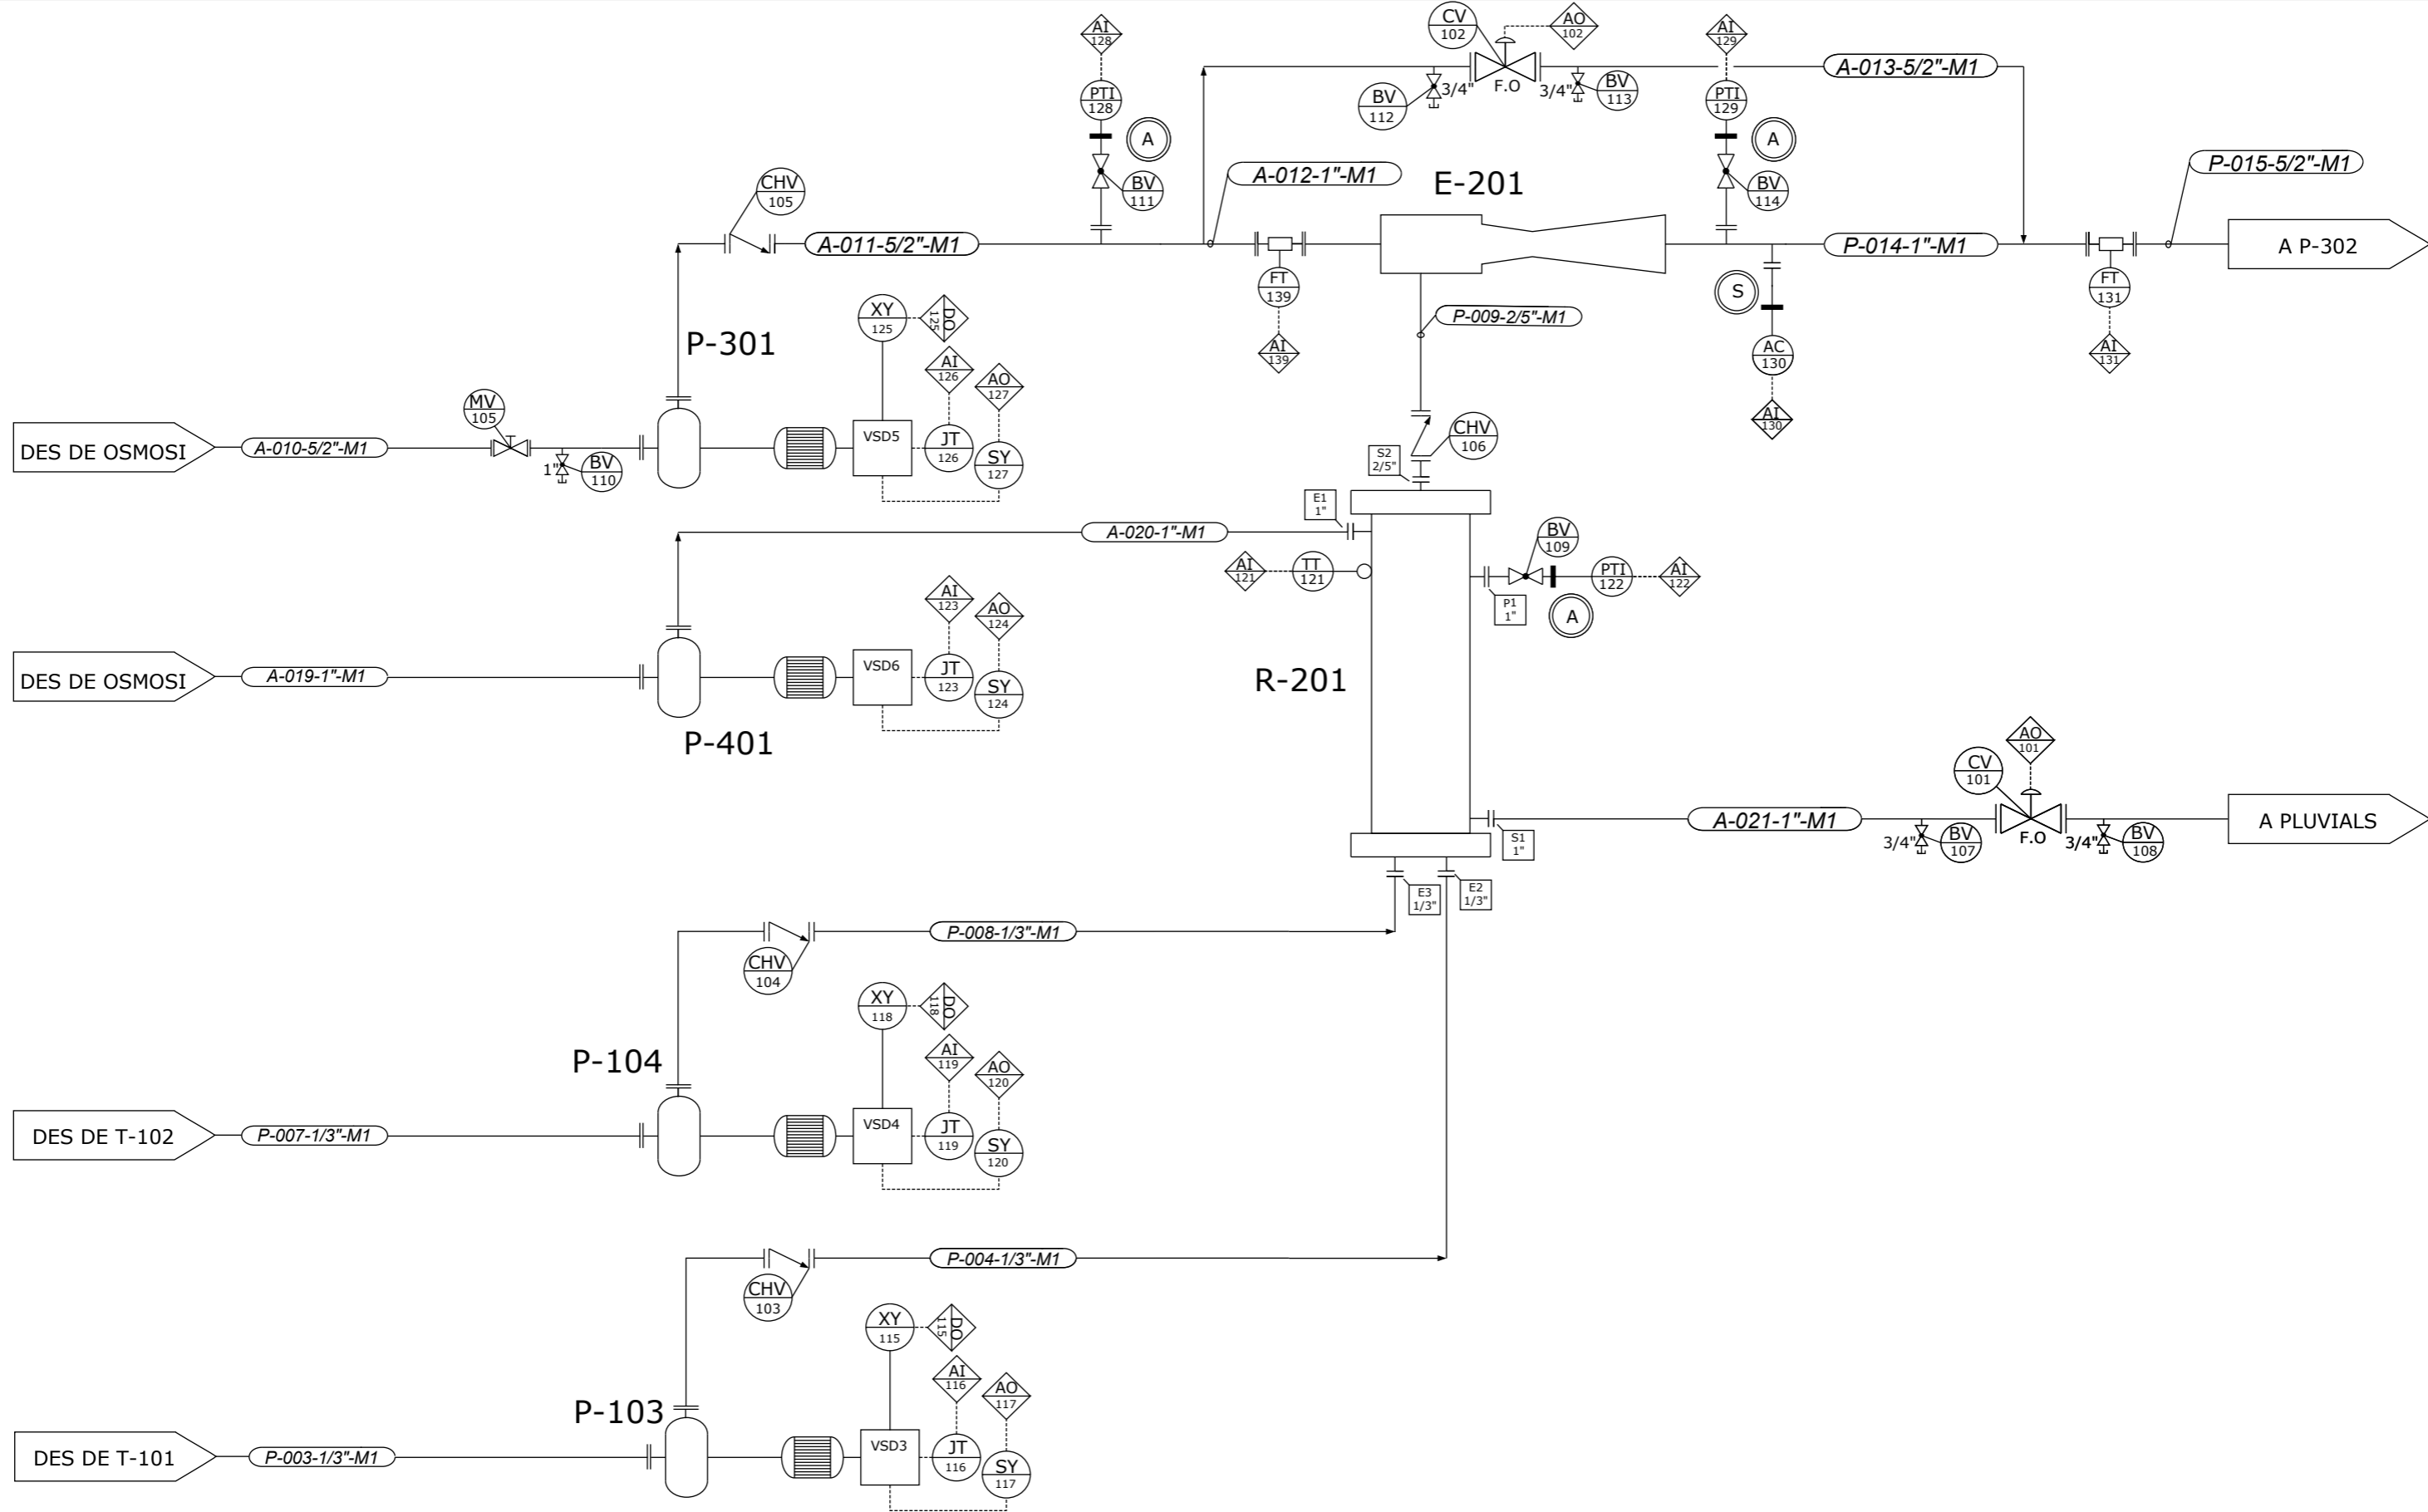 AI
128
CV
102
AO
102
AI
129
A-013-5/2"-M1
PTI
128
BV
112
3/4"
F.O
3/4"
BV
113
PTI
129
A
A
CHV
105
BV
111
A-012-1"-M1
E-201
BV
114
P-015-5/2"-M1
A-011-5/2"-M1
P-014-1"-M1
A P-302
FT
139
S
FT
131
XY
125
DO
125
P-009-2/5"-M1
P-301
AI
139
AC
130
AI
131
AI
126
AO
127
MV
105
AI
130
DES DE OSMOSI
A-010-5/2"-M1
1"
BV
110
VSD5
JT
126
SY
127
S2
2/5"
CHV
106
E1
1"
A-020-1"-M1
BV
109
AI
121
TT
121
PTI
122
AI
122
P1
1"
A
AI
123
AO
124
DES DE OSMOSI
A-019-1"-M1
VSD6
JT
123
SY
124
R-201
P-401
AO
101
CV
101
A-021-1"-M1
3/4"
BV
107
F.O
3/4"
BV
108
A PLUVIALS
S1
1"
E3
1/3"
E2
1/3"
P-008-1/3"-M1
CHV
104
XY
118
DO
118
P-104
AI
119
AO
120
DES DE T-102
P-007-1/3"-M1
VSD4
JT
119
SY
120
P-004-1/3"-M1
CHV
103
XY
115
DO
115
AI
116
AO
117
P-103
DES DE T-101
P-003-1/3"-M1
VSD3
JT
116
SY
117